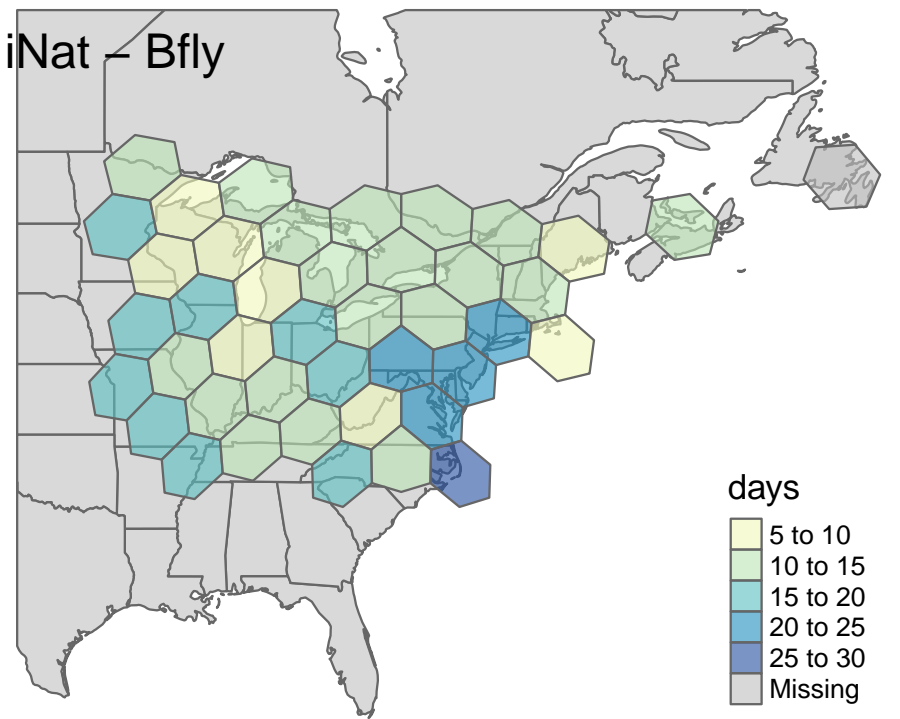 iNat – Bfly
days
5 to 10
10 to 15
15 to 20
20 to 25
25 to 30
Missing